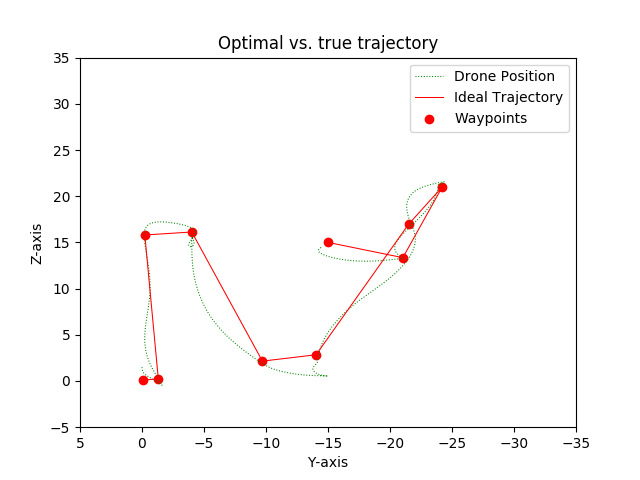 Optimal vs. true trajectory
Drone Position
Ideal Trajectory
Waypoints
Z-axis
35
30
25
20
15
10
5
0
−5
5 0 −5 −10 −15 −20 −25 −30 −35
Y-axis